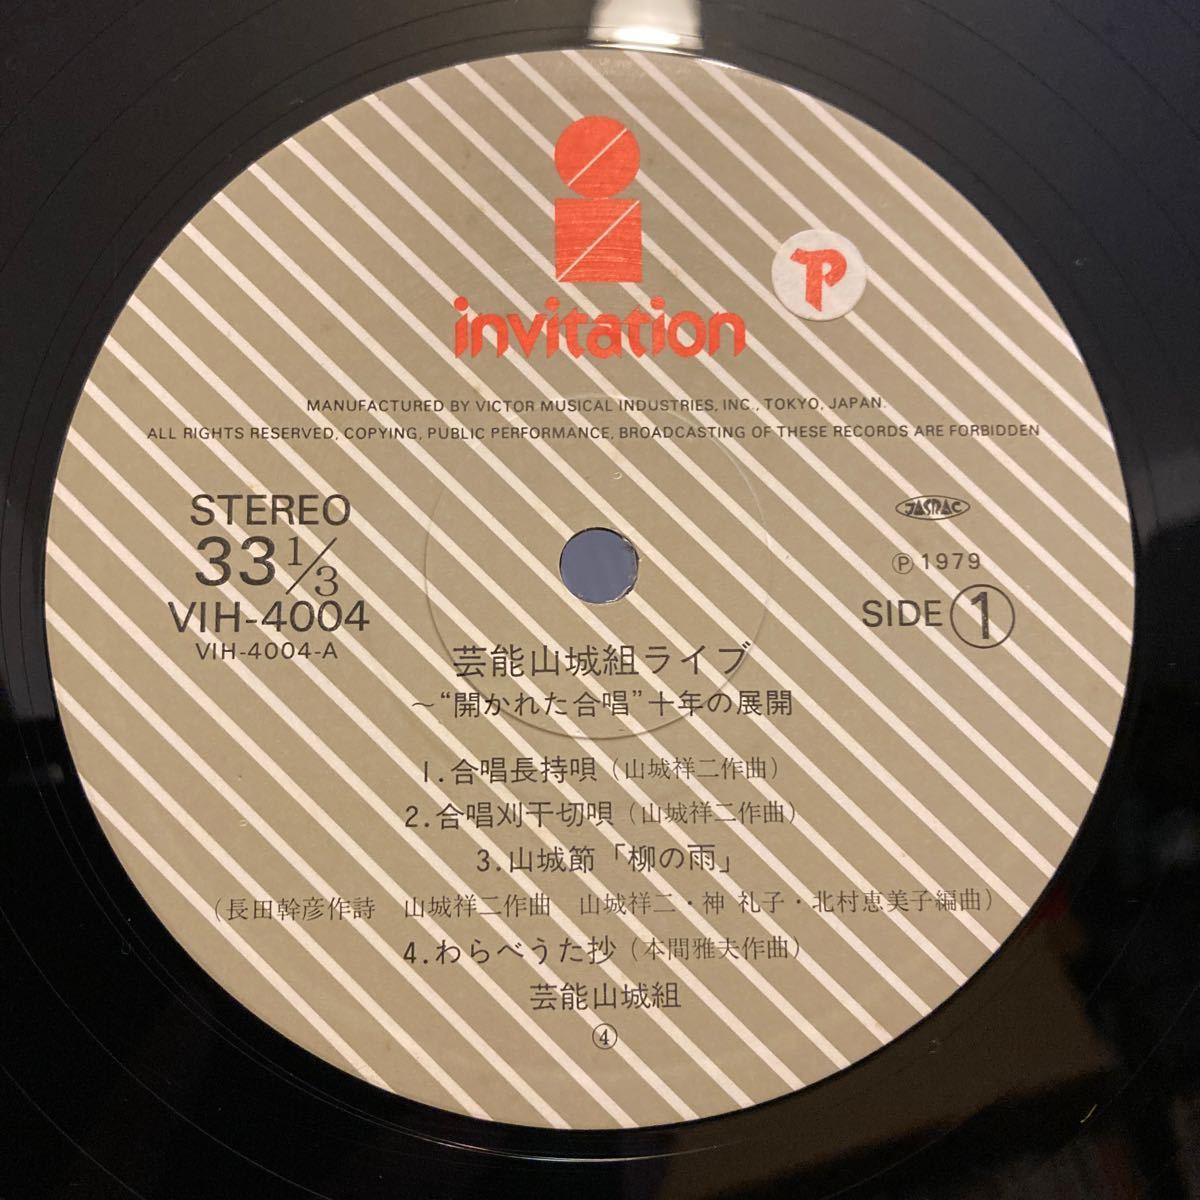 invitation
P
MANUFACTURED BY VICTOR MUSICAL INDUSTRIES, INC., TOKYO, JAPAN.
ALL RIGHTS RESERVED, COPYING, PUBLIC PERFORMANCE, BROADCASTING OF THESE RECORDS ARE FORBIDDEN
STEREO
33 1/3
VIH-4004
VIH-4004-A
JASRAC
Ⓟ 1979
SIDE ①
芸能山城組ライブ
～“開かれた合唱”十年の展開
1.合唱長持唄(山城祥二作曲)
2.合唱刈干切唄(山城祥二作曲)
3.山城節「柳の雨」
(長田幹彦作詩 山城祥二作曲 山城祥二・神 礼子・北村恵美子編曲)
4.わらべうた抄(本間雅夫作曲)
芸能山城組
④